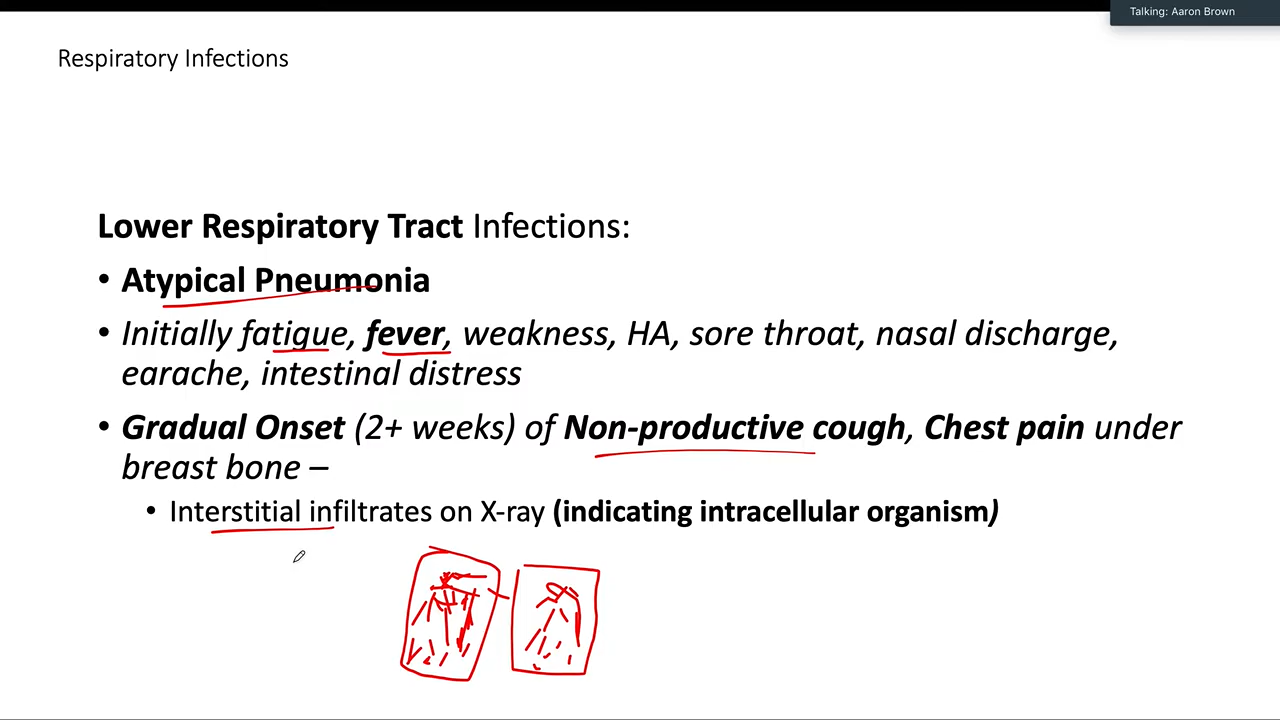 Talking: Aaron Brown
Respiratory Infections
Lower Respiratory Tract Infections:
• Atypical Pneumonia
• Initially fatigue, fever, weakness, HA, sore throat, nasal discharge,
earache, intestinal distress
• Gradual Onset (2+ weeks) of Non-productive cough, Chest pain under
breast bone –
• Interstitial infiltrates on X-ray (indicating intracellular organism)